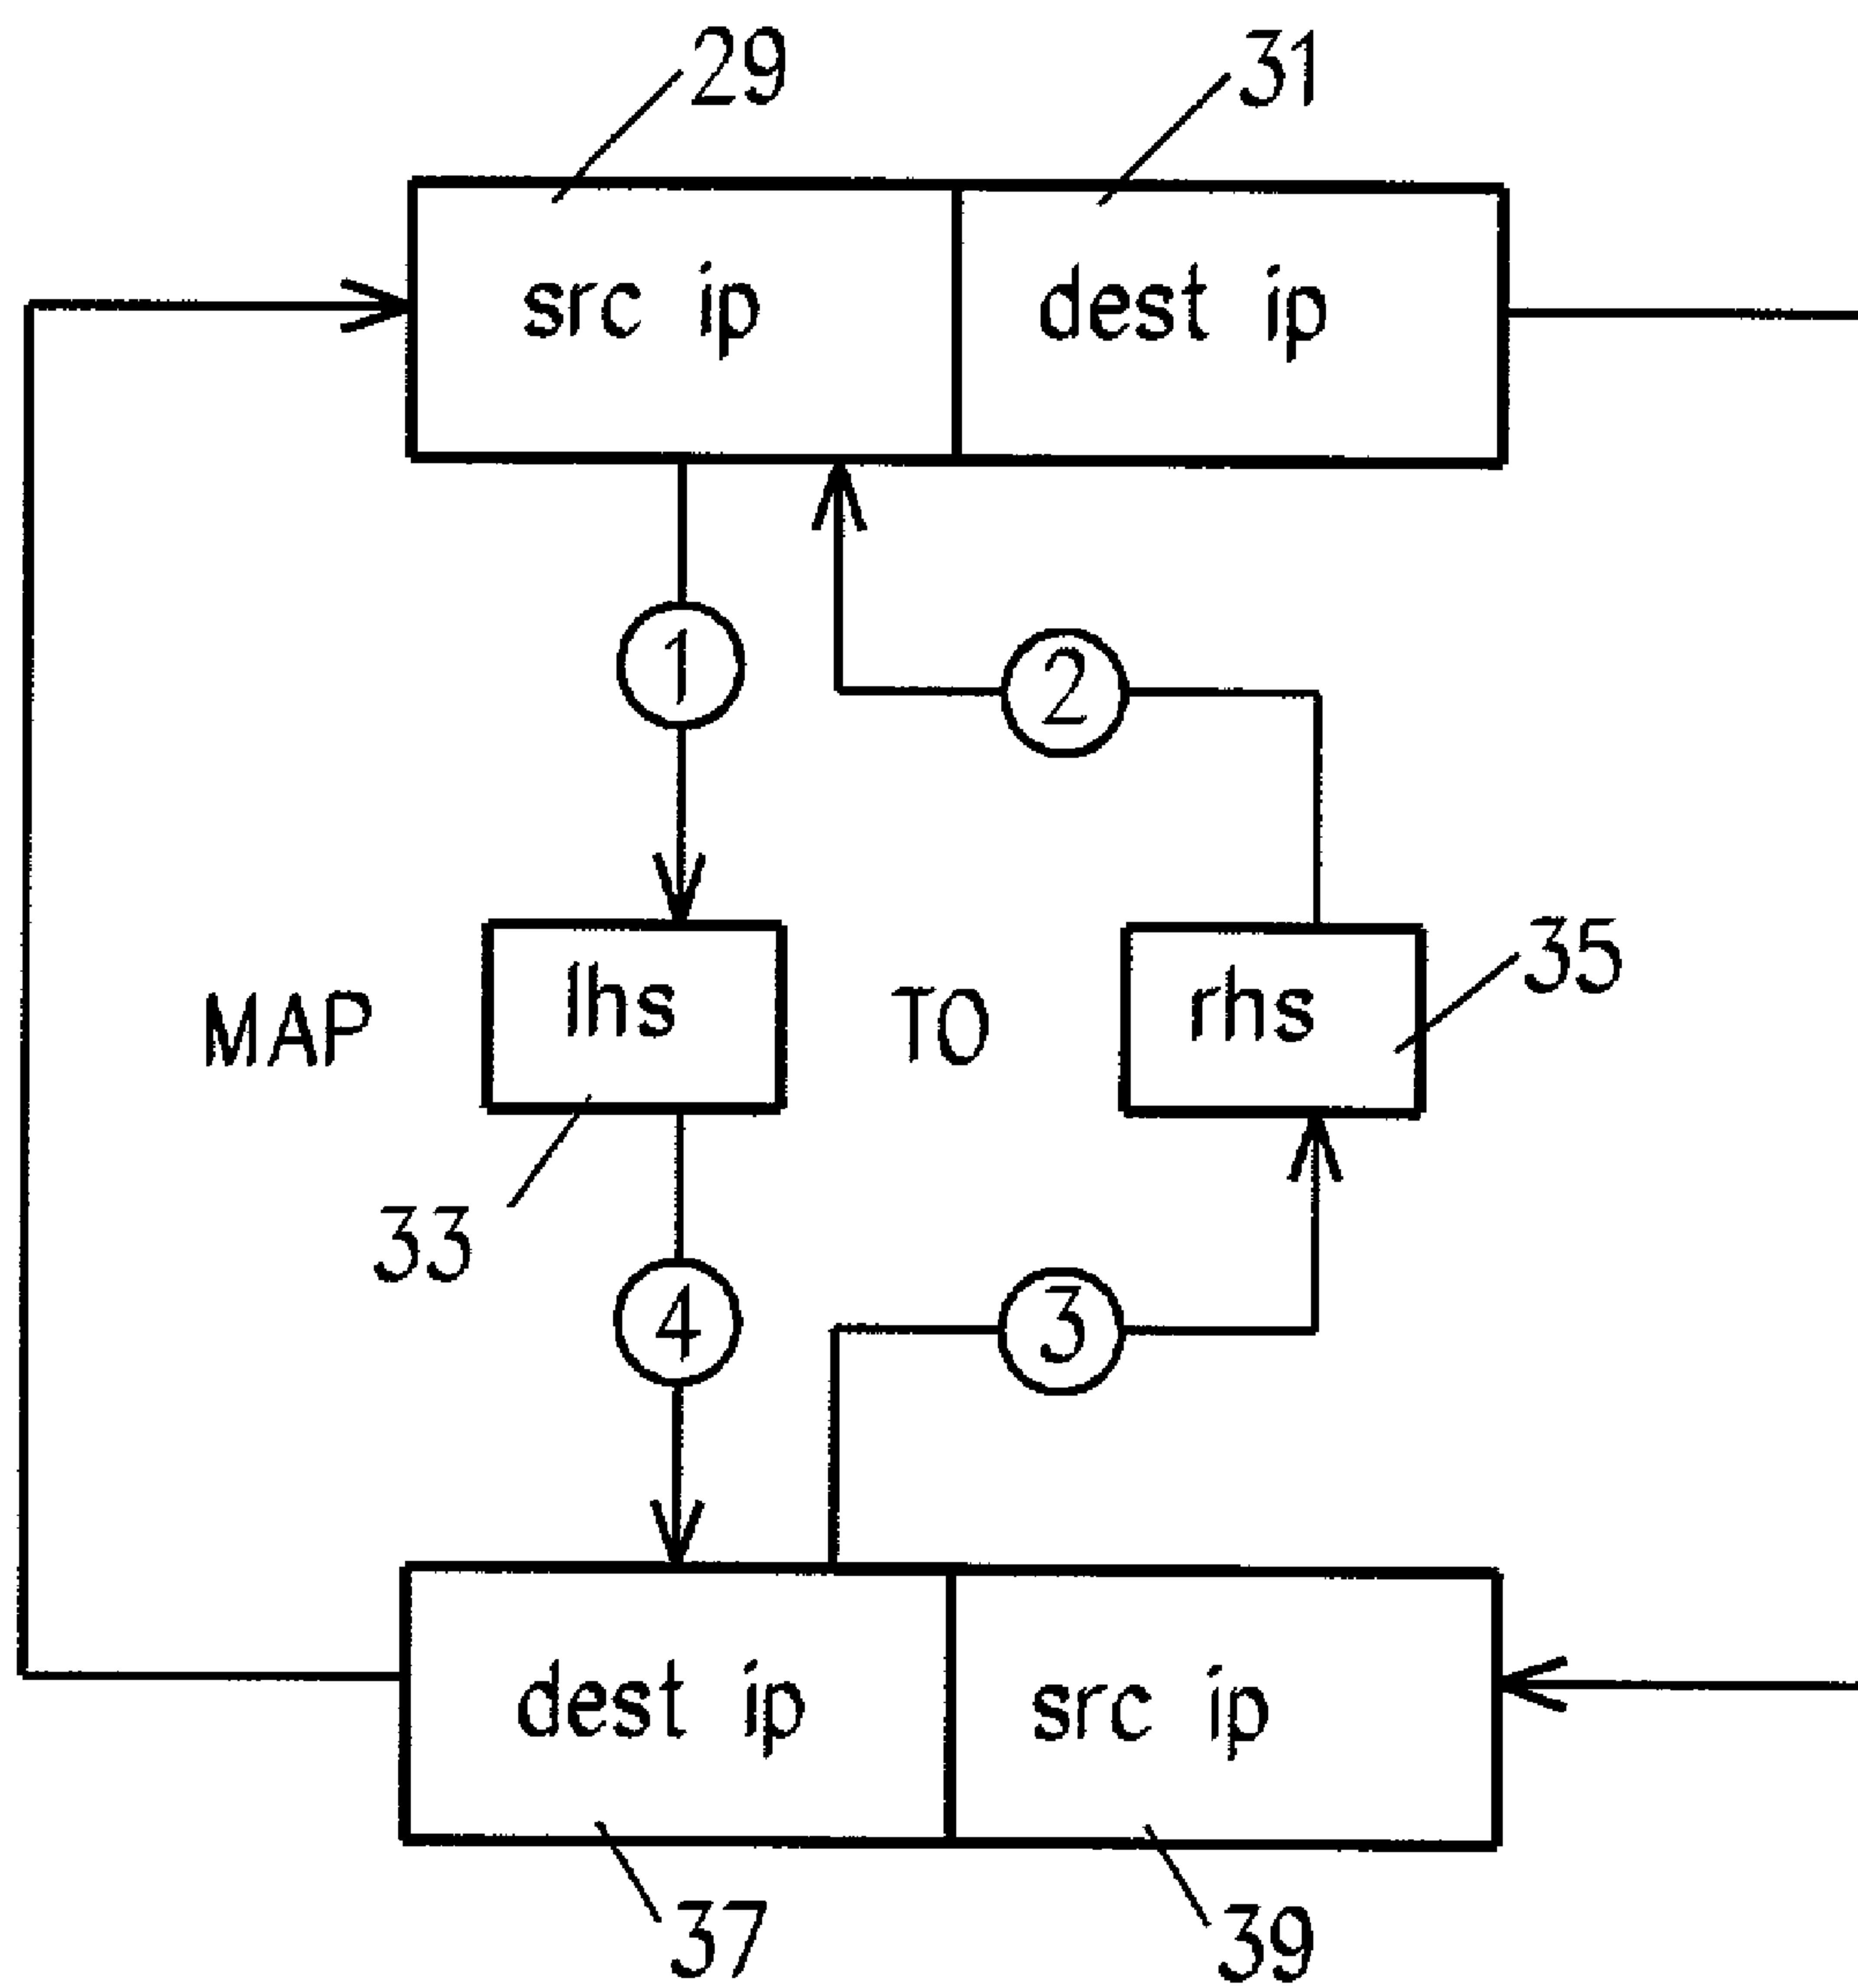 29 31
src ip dest ip
1
2
MAP lhs TO rhs 35
33
4 3
dest ip src ip
37 39